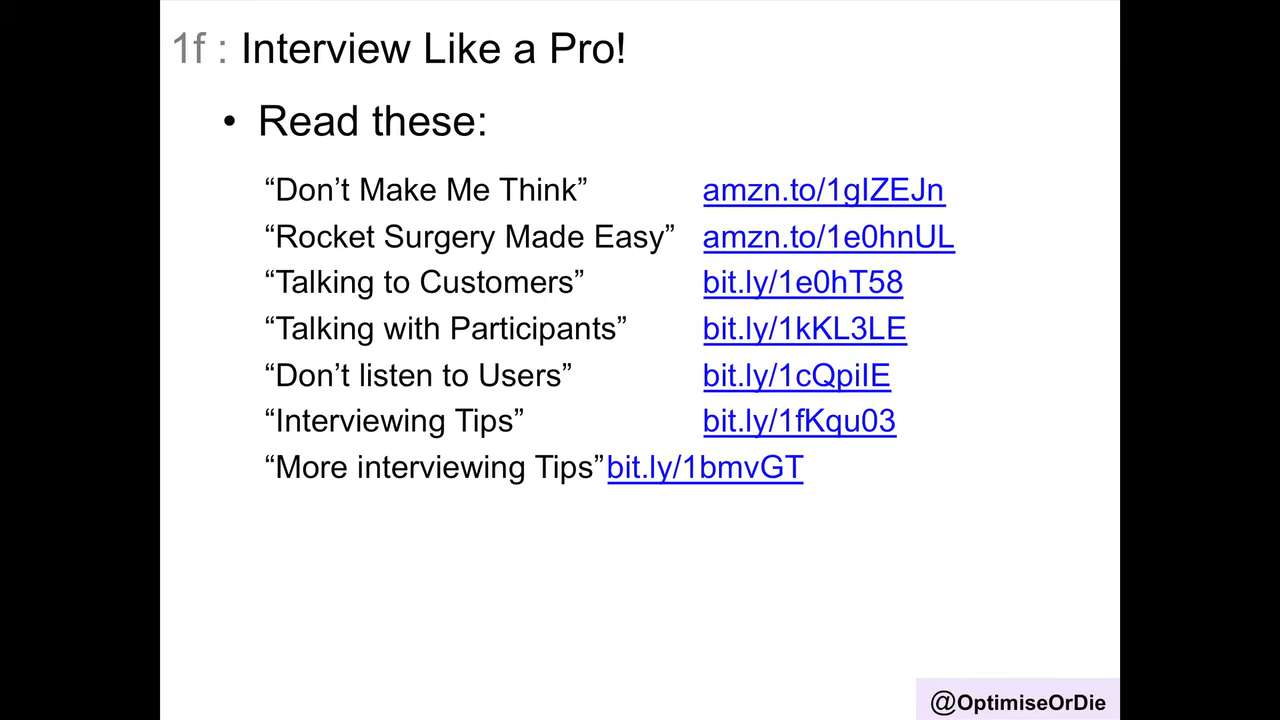 1f : Interview Like a Pro!
• Read these:
“Don’t Make Me Think” amzn.to/1gIZEJn
“Rocket Surgery Made Easy” amzn.to/1e0hnUL
“Talking to Customers” bit.ly/1e0hT58
“Talking with Participants” bit.ly/1kKL3LE
“Don’t listen to Users” bit.ly/1cQpiIE
“Interviewing Tips” bit.ly/1fKqu03
“More interviewing Tips” bit.ly/1bmvGT
@OptimiseOrDie